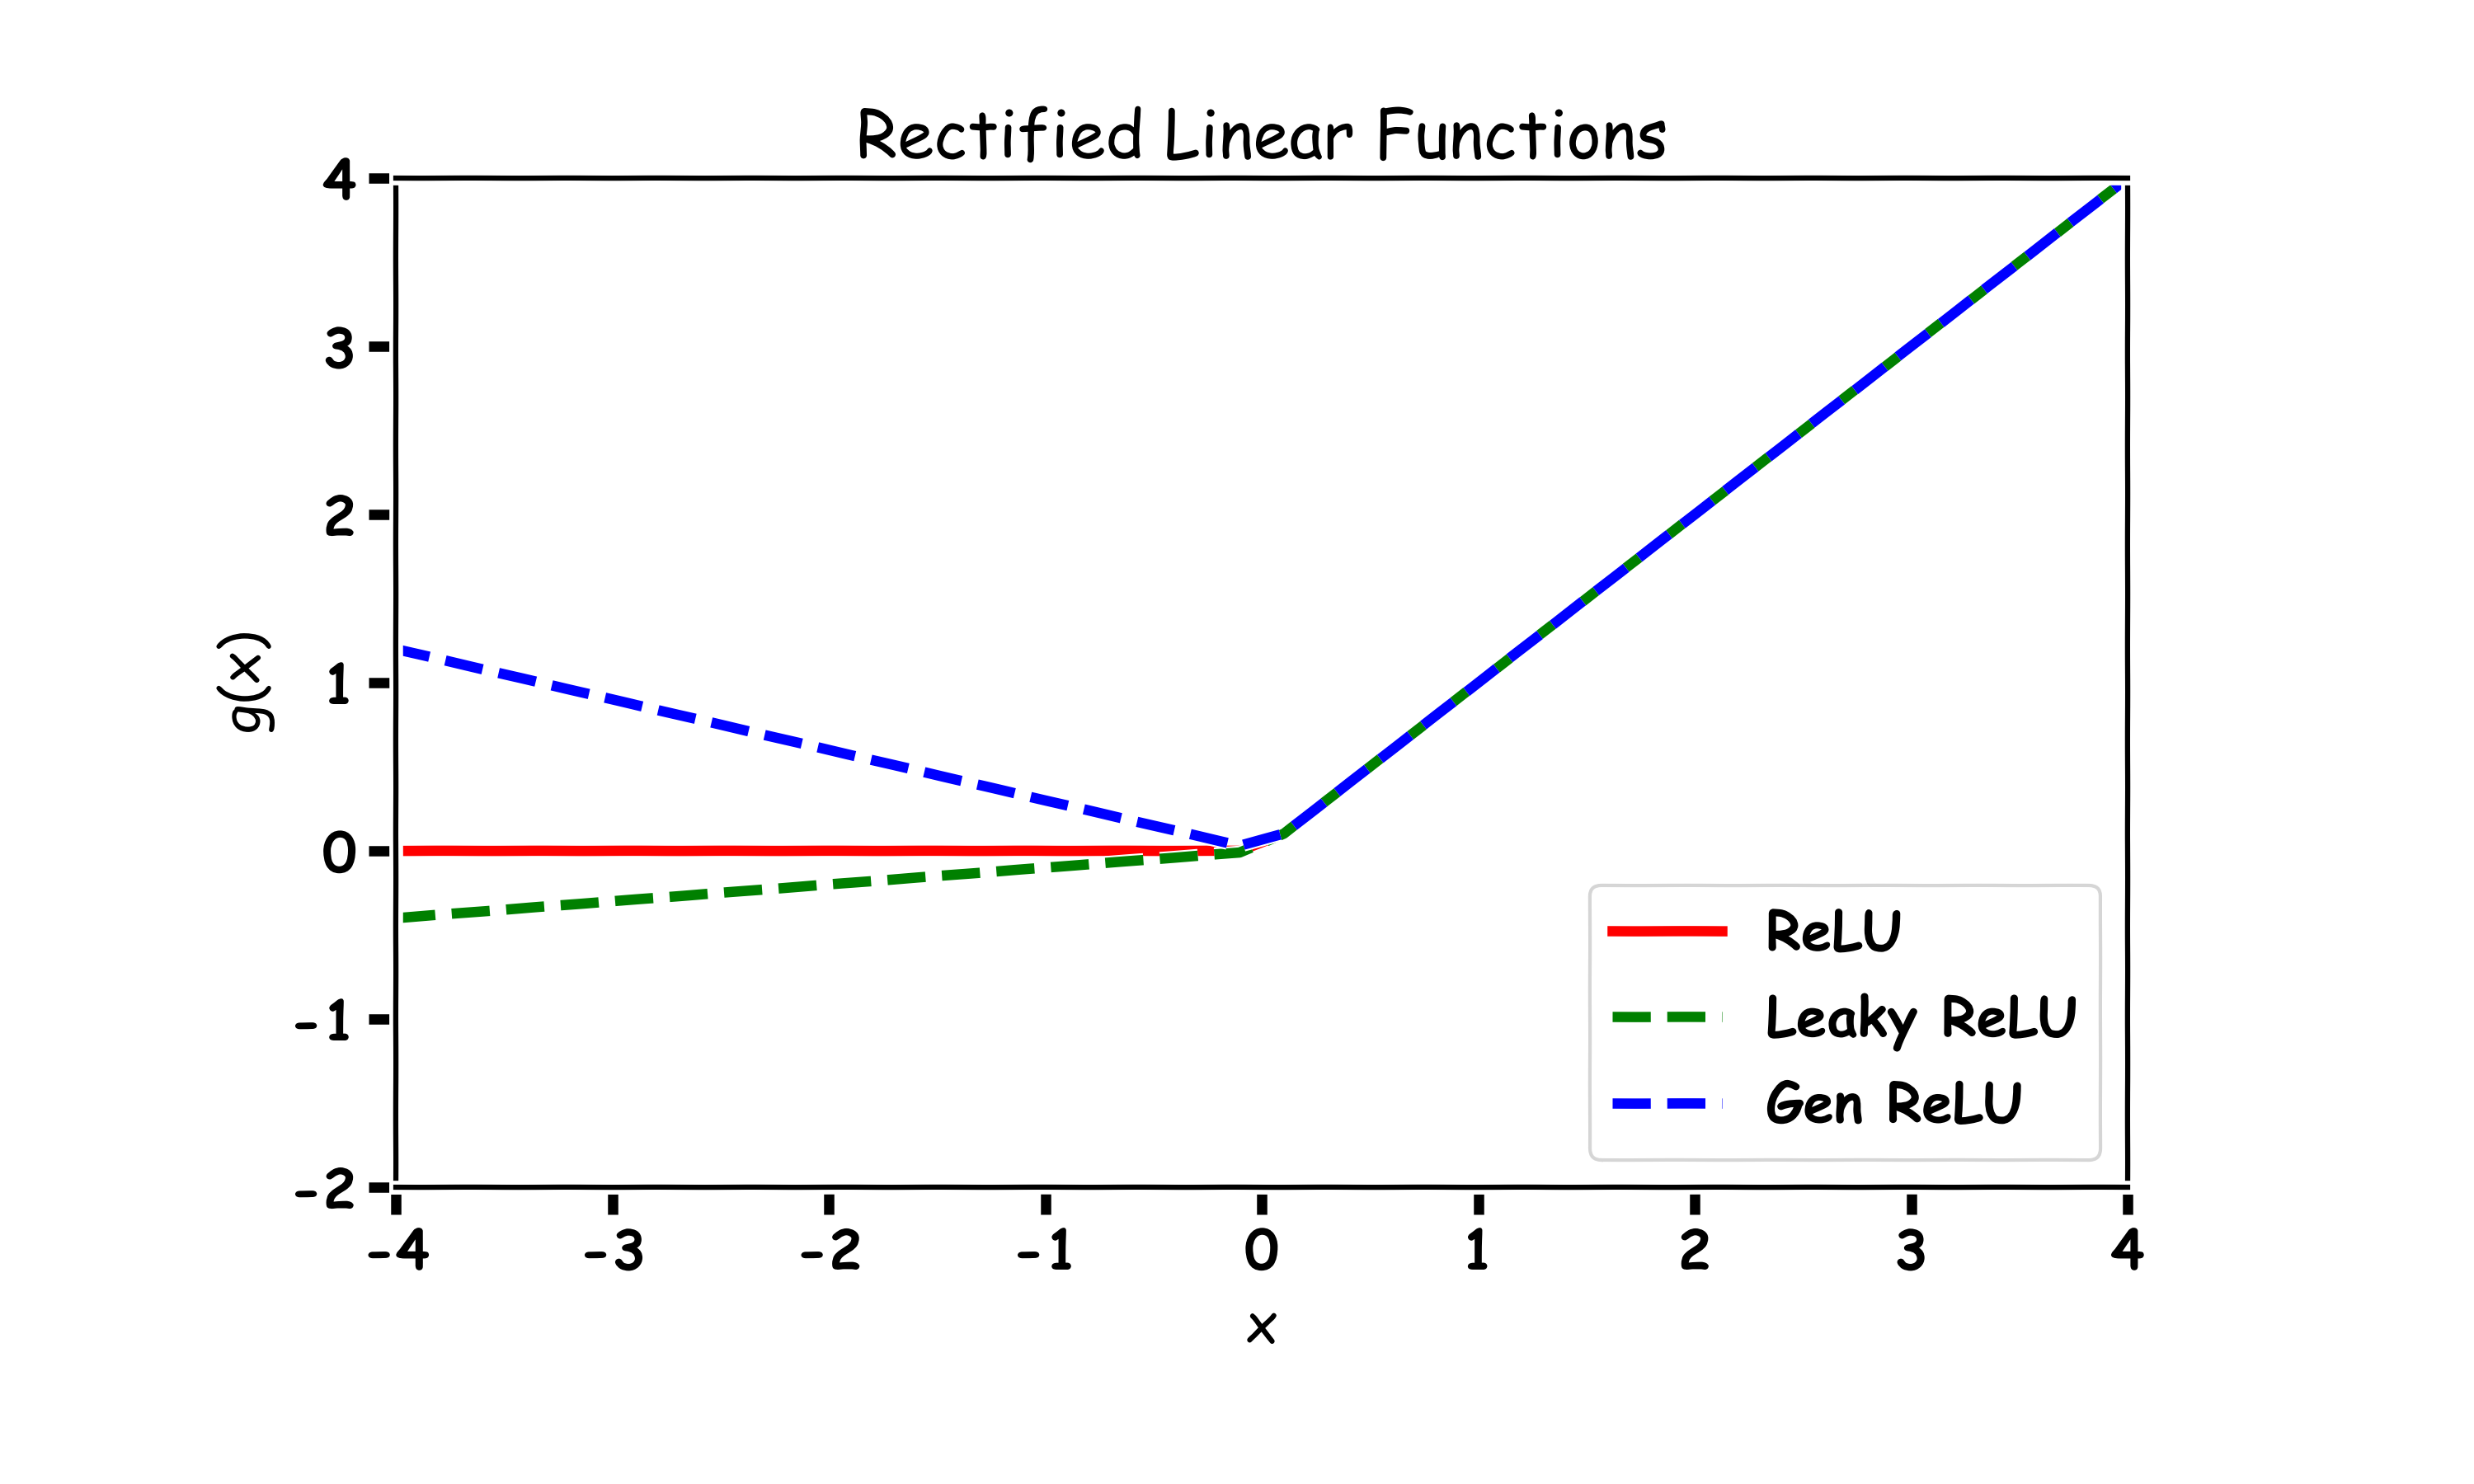 Rectified Linear Functions
4
3
2
1
0
-1
-2
g(x)
-4 -3 -2 -1 0 1 2 3 4
x
ReLU
Leaky ReLU
Gen ReLU